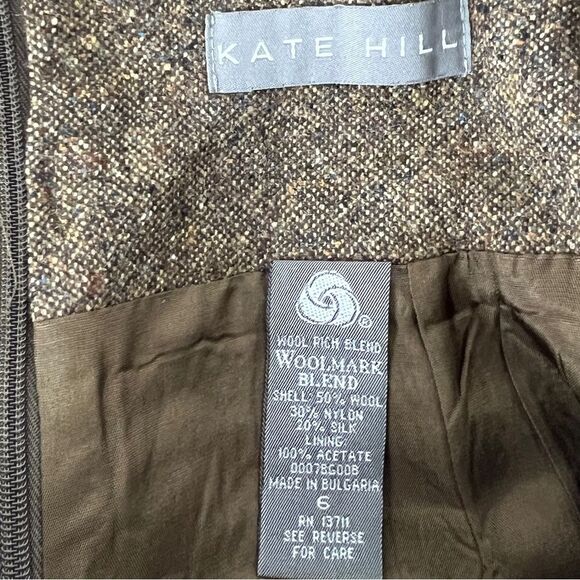 KATE HILL
®
WOOL RICH BLEND
WOOLMARK
BLEND
SHELL: 50% WOOL
30% NYLON
20% SILK
LINING
100% ACETATE
00078G00B
MADE IN BULGARIA
6
RN 13711
SEE REVERSE
FOR CARE